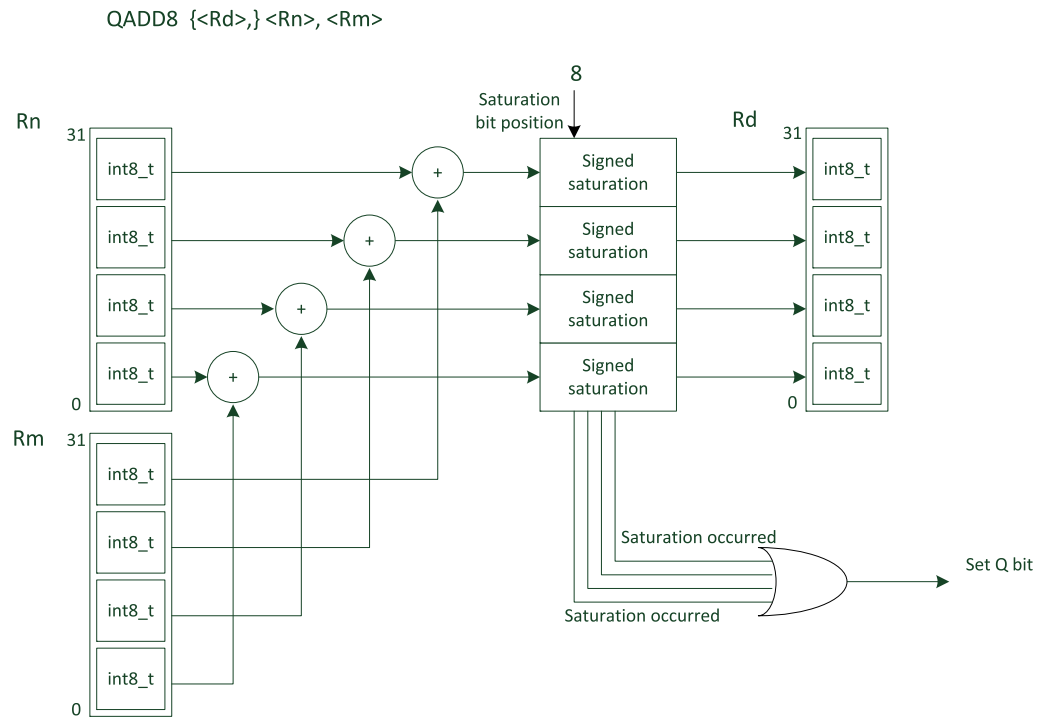 QADD8 {<Rd>,} <Rn>, <Rm>
8
Saturation
bit position
Rn
31
int8_t
int8_t
int8_t
int8_t
0
+
+
+
+
Signed
saturation
Signed
saturation
Signed
saturation
Signed
saturation
Rd
31
int8_t
int8_t
int8_t
int8_t
0
Rm
31
int8_t
int8_t
int8_t
int8_t
0
Saturation occurred
Saturation occurred
Set Q bit